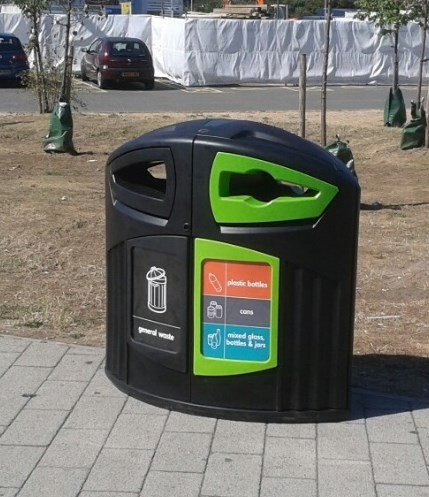 general waste
plastic bottles
cans
mixed glass,
bottles & jars